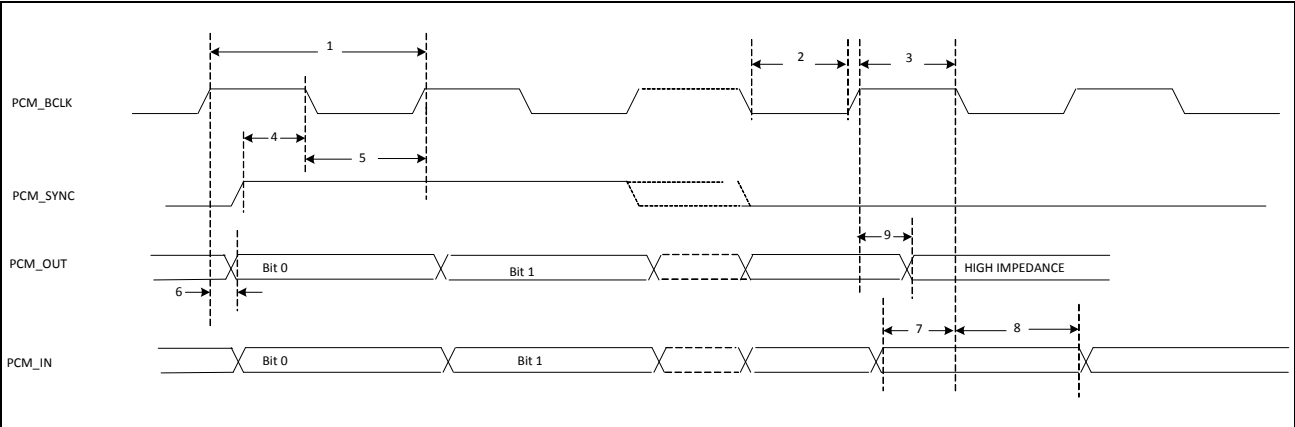 1
2
3
PCM_BCLK
4
5
PCM_SYNC
9
PCM_OUT
Bit 0
Bit 1
HIGH IMPEDANCE
6
7
8
PCM_IN
Bit 0
Bit 1